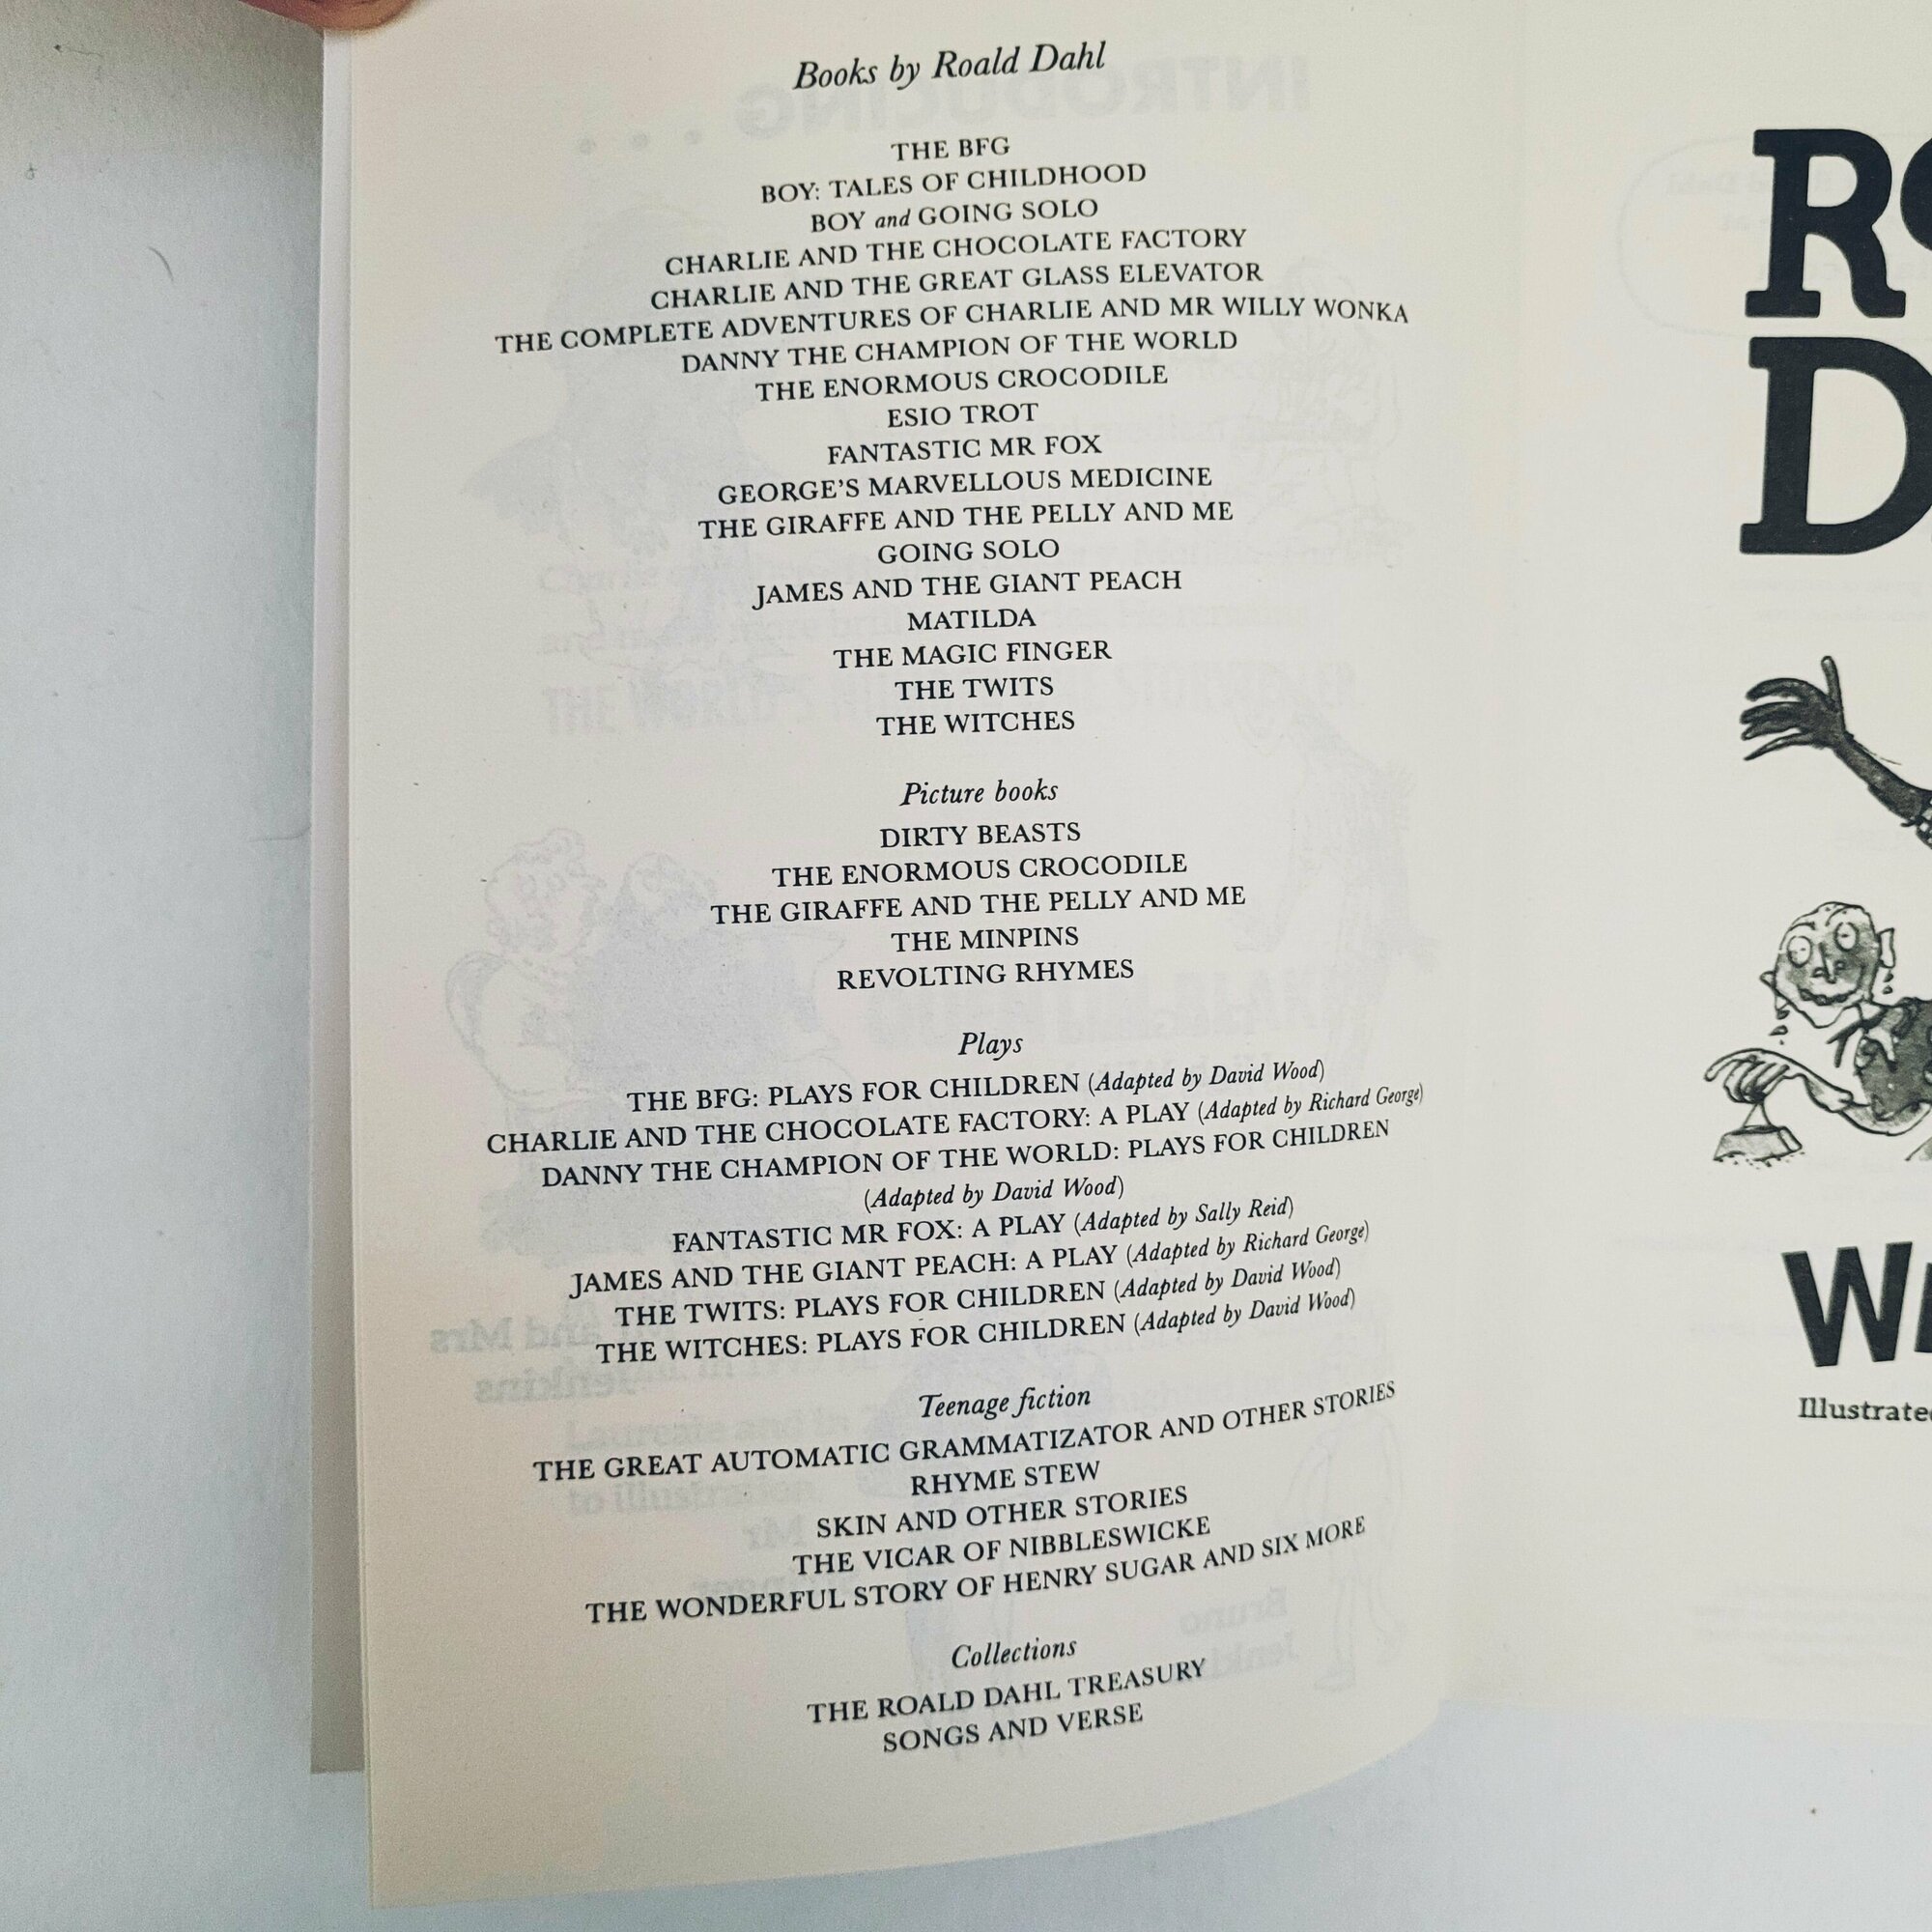 Books by Roald Dahl
THE BFG
BOY: TALES OF CHILDHOOD
BOY and GOING SOLO
CHARLIE AND THE CHOCOLATE FACTORY
CHARLIE AND THE GREAT GLASS ELEVATOR
THE COMPLETE ADVENTURES OF CHARLIE AND MR WILLY WONKA
DANNY THE CHAMPION OF THE WORLD
THE ENORMOUS CROCODILE
ESIO TROT
FANTASTIC MR FOX
GEORGE'S MARVELLOUS MEDICINE
THE GIRAFFE AND THE PELLY AND ME
GOING SOLO
JAMES AND THE GIANT PEACH
MATILDA
THE MAGIC FINGER
THE TWITS
THE WITCHES
Picture books
DIRTY BEASTS
THE ENORMOUS CROCODILE
THE GIRAFFE AND THE PELLY AND ME
THE MINPINS
REVOLTING RHYMES
Plays
THE BFG: PLAYS FOR CHILDREN (Adapted by David Wood)
CHARLIE AND THE CHOCOLATE FACTORY: A PLAY (Adapted by Richard George)
DANNY THE CHAMPION OF THE WORLD: PLAYS FOR CHILDREN
(Adapted by David Wood)
FANTASTIC MR FOX: A PLAY (Adapted by Sally Reid)
JAMES AND THE GIANT PEACH: A PLAY (Adapted by Richard George)
THE TWITS: PLAYS FOR CHILDREN (Adapted by David Wood)
THE WITCHES: PLAYS FOR CHILDREN (Adapted by David Wood)
Teenage fiction
THE GREAT AUTOMATIC GRAMMATIZATOR AND OTHER STORIES
RHYME STEW
SKIN AND OTHER STORIES
THE VICAR OF NIBBLESWICKE
THE WONDERFUL STORY OF HENRY SUGAR AND SIX MORE
Collections
THE ROALD DAHL TREASURY
SONGS AND VERSE
R
D
W
Illustrate